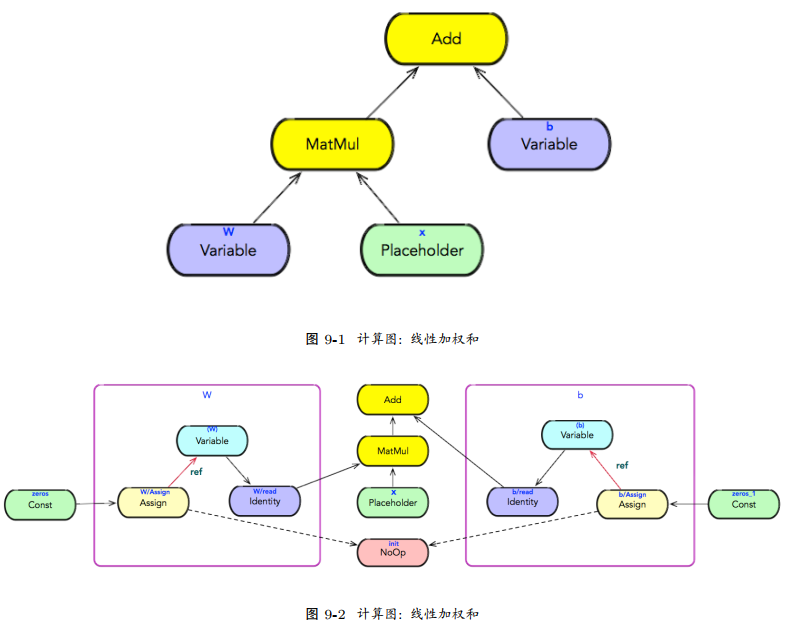 Add
MatMul
b
Variable
W
Variable
x
Placeholder
图 9-1 计算图: 线性加权和
W
b
Add
(W)
Variable
(b)
Variable
MatMul
ref
ref
zeros
Const
W/Assign
Assign
W/read
Identity
x
Placeholder
b/read
Identity
b/Assign
Assign
zeros_1
Const
init
NoOp
图 9-2 计算图: 线性加权和